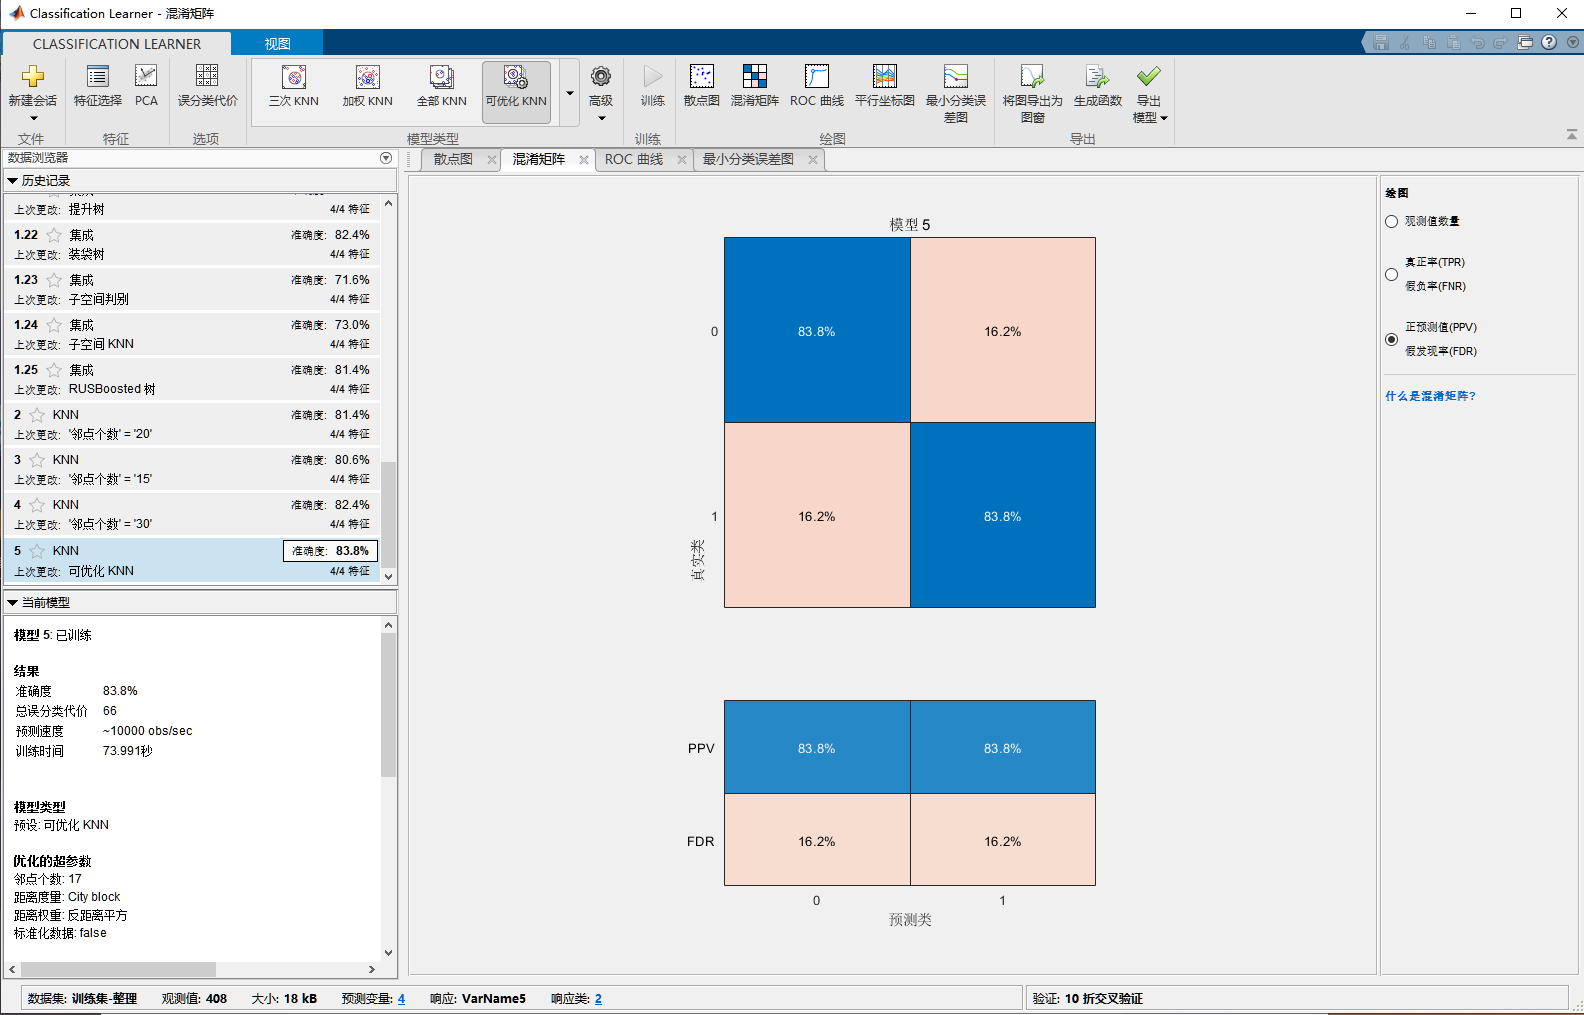 Classification Learner - 混淆矩阵
CLASSIFICATION LEARNER
视图
新建会话
特征选择
PCA
误分类代价
三次 KNN
加权 KNN
全部 KNN
可优化 KNN
高级
训练
散点图
混淆矩阵
ROC 曲线
平行坐标图
最小分类误差图
将图导出为图窗
生成函数
导出模型
文件
特征
选项
模型类型
训练
绘图
导出
数据浏览器
历史记录
上次更改: 提升树 4/4 特征
1.22 集成 准确度: 82.4%
上次更改: 装袋树 4/4 特征
1.23 集成 准确度: 71.6%
上次更改: 子空间判别 4/4 特征
1.24 集成 准确度: 73.0%
上次更改: 子空间 KNN 4/4 特征
1.25 集成 准确度: 81.4%
上次更改: RUSBoosted 树 4/4 特征
2 KNN 准确度: 81.4%
上次更改: '邻点个数' = '20' 4/4 特征
3 KNN 准确度: 80.6%
上次更改: '邻点个数' = '15' 4/4 特征
4 KNN 准确度: 82.4%
上次更改: '邻点个数' = '30' 4/4 特征
5 KNN 准确度: 83.8%
上次更改: 可优化 KNN 4/4 特征
当前模型
模型 5: 已训练
结果
准确度 83.8%
总误分类代价 66
预测速度 ~10000 obs/sec
训练时间 73.991秒
模型类型
预设: 可优化 KNN
优化的超参数
邻点个数: 17
距离度量: City block
距离权重: 反距离平方
标准化数据: false
散点图
混淆矩阵
ROC 曲线
最小分类误差图
模型 5
0 83.8% 16.2%
1 16.2% 83.8%
真实类
PPV 83.8% 83.8%
FDR 16.2% 16.2%
0 1
预测类
绘图
观测值数量
真正率(TPR)
假负率(FNR)
正预测值(PPV)
假发现率(FDR)
什么是混淆矩阵?
数据集: 训练集-整理 观测值: 408 大小: 18 kB 预测变量: 4 响应: VarName5 响应类: 2
验证: 10 折交叉验证